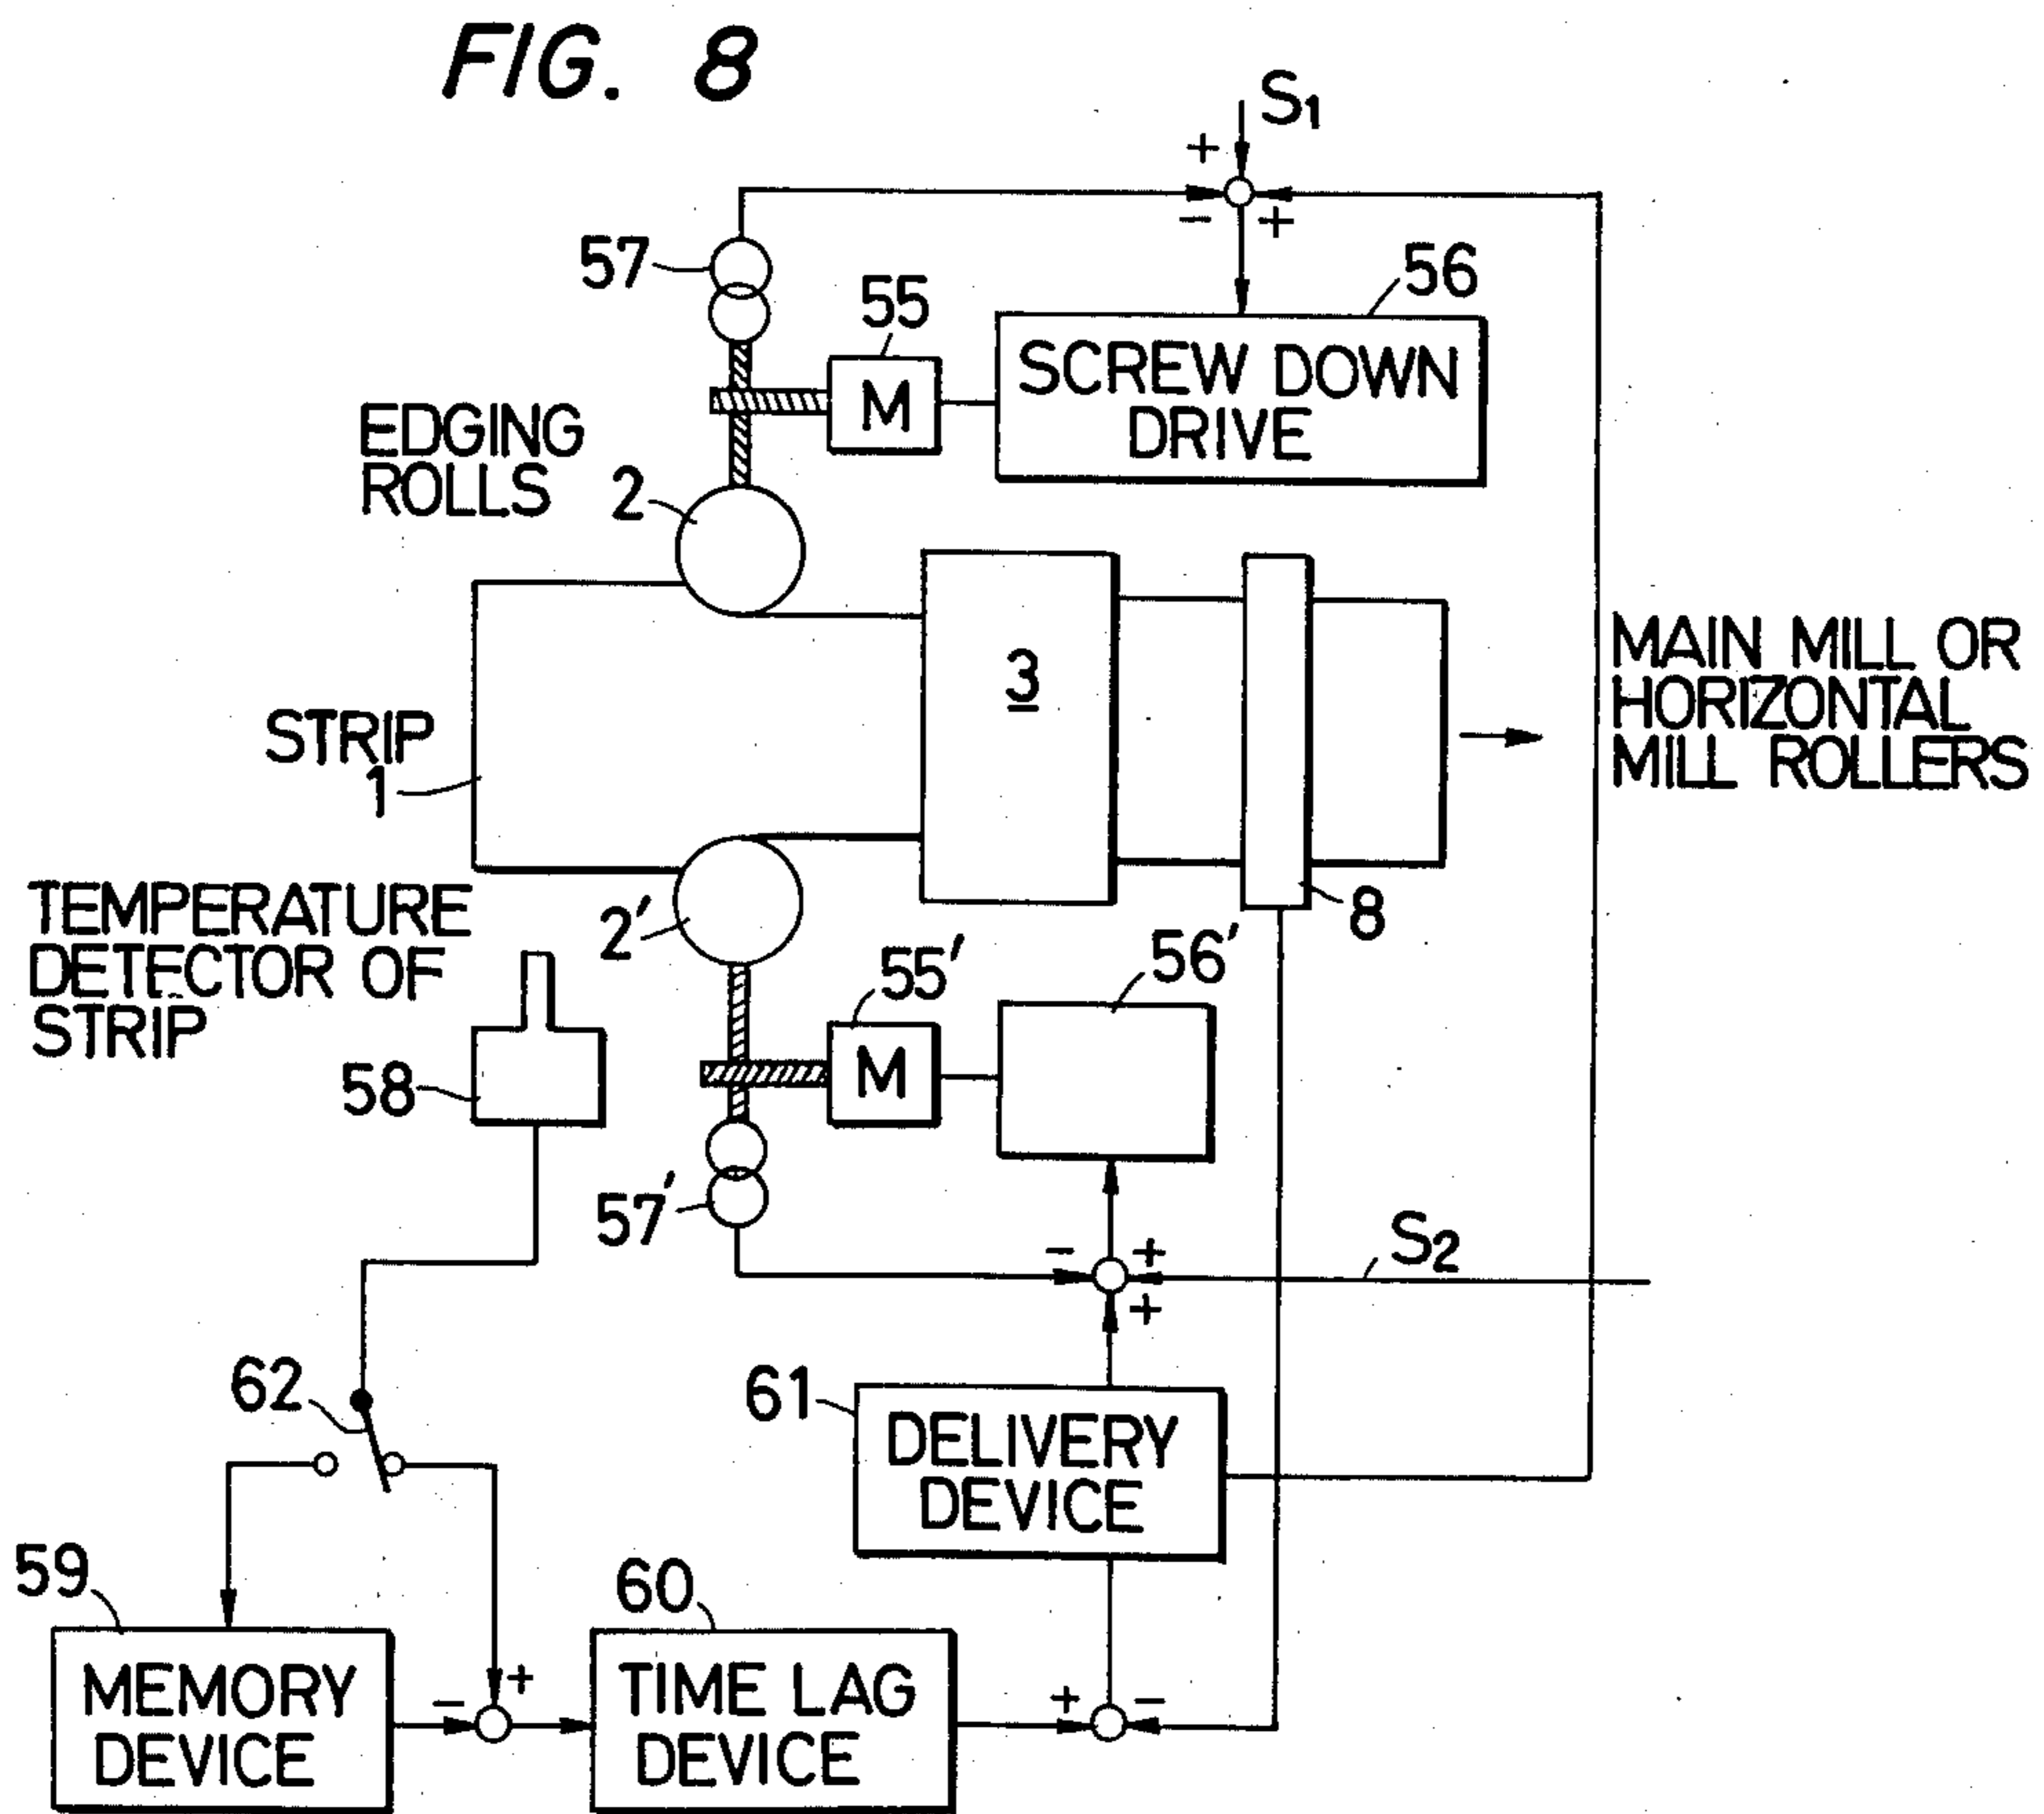 FIG. 8
S1
+
- +
57
55
56
M
SCREW DOWN
DRIVE
EDGING
ROLLS
2
3
MAIN MILL OR
HORIZONTAL
MILL ROLLERS
STRIP
1
TEMPERATURE
DETECTOR OF
STRIP
2'
8
55'
56'
58
M
57'
- +
S2
+
62
61
DELIVERY
DEVICE
59
60
MEMORY
DEVICE
- +
TIME LAG
DEVICE
+ -